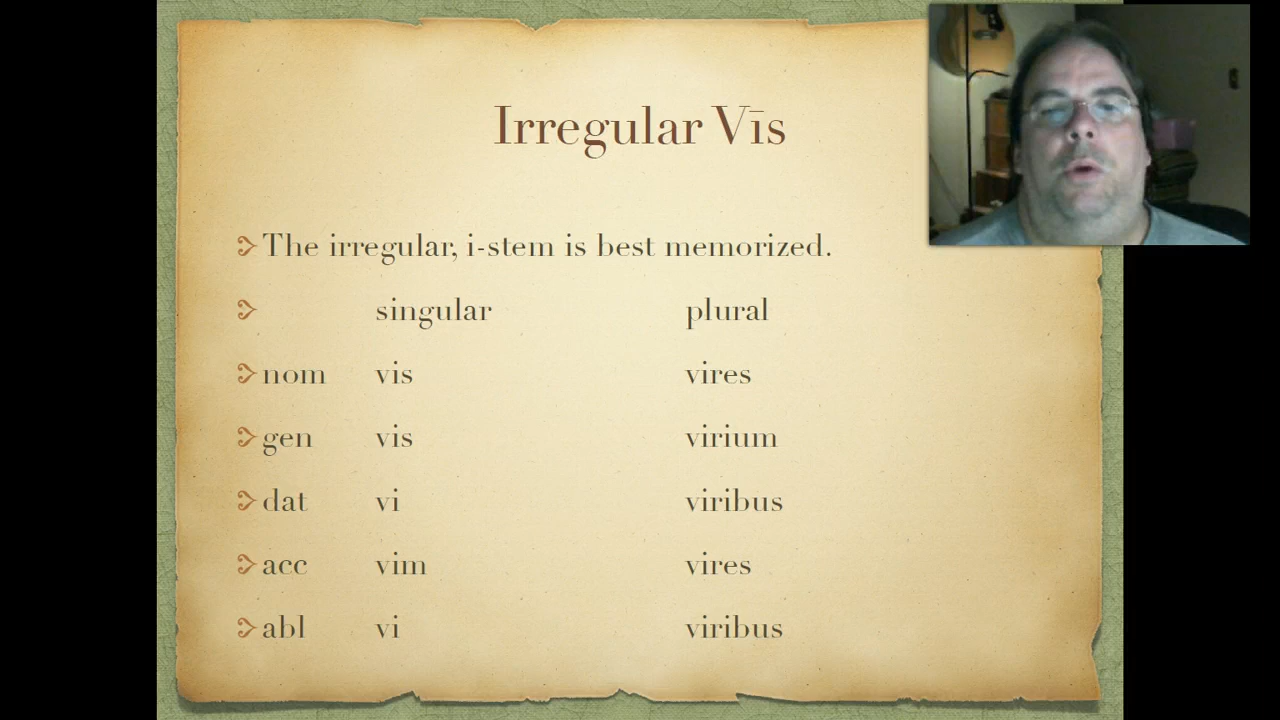 Irregular Vīs
The irregular, i-stem is best memorized.
singular plural
nom vis vires
gen vis virium
dat vi viribus
acc vim vires
abl vi viribus